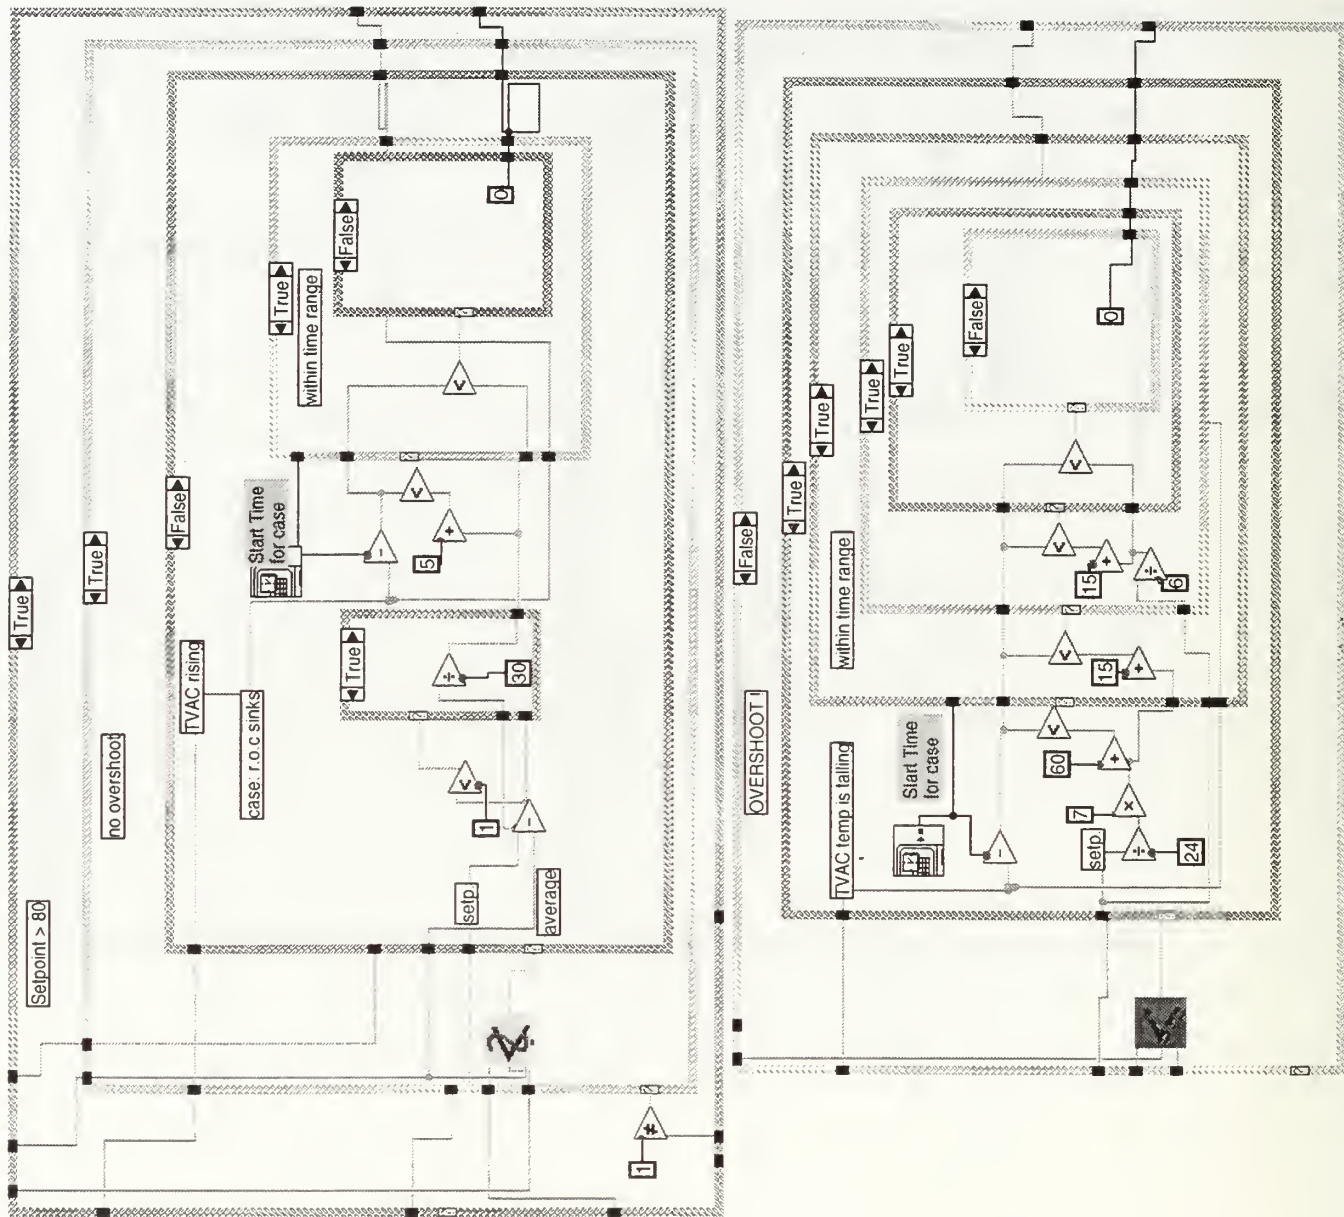 Setpoint > 80
True
no overshoot
True
False
TVAC rising
case: r.o.c sinks
setp.
average
1
1
True
30
Start Time
for case
5
True
within time range
False
0
OVERSHOOT !
False
True
TVAC temp is falling
Start Time
for case
setp.
24
7
60
True
within time range
15
True
15
6
True
False
0